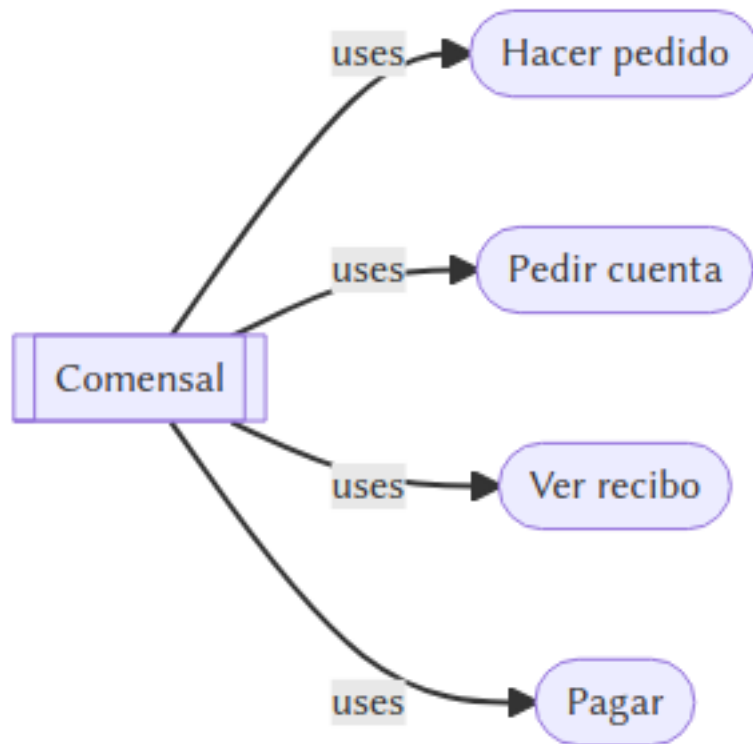 uses
Hacer pedido
uses
Pedir cuenta
Comensal
uses
Ver recibo
uses
Pagar